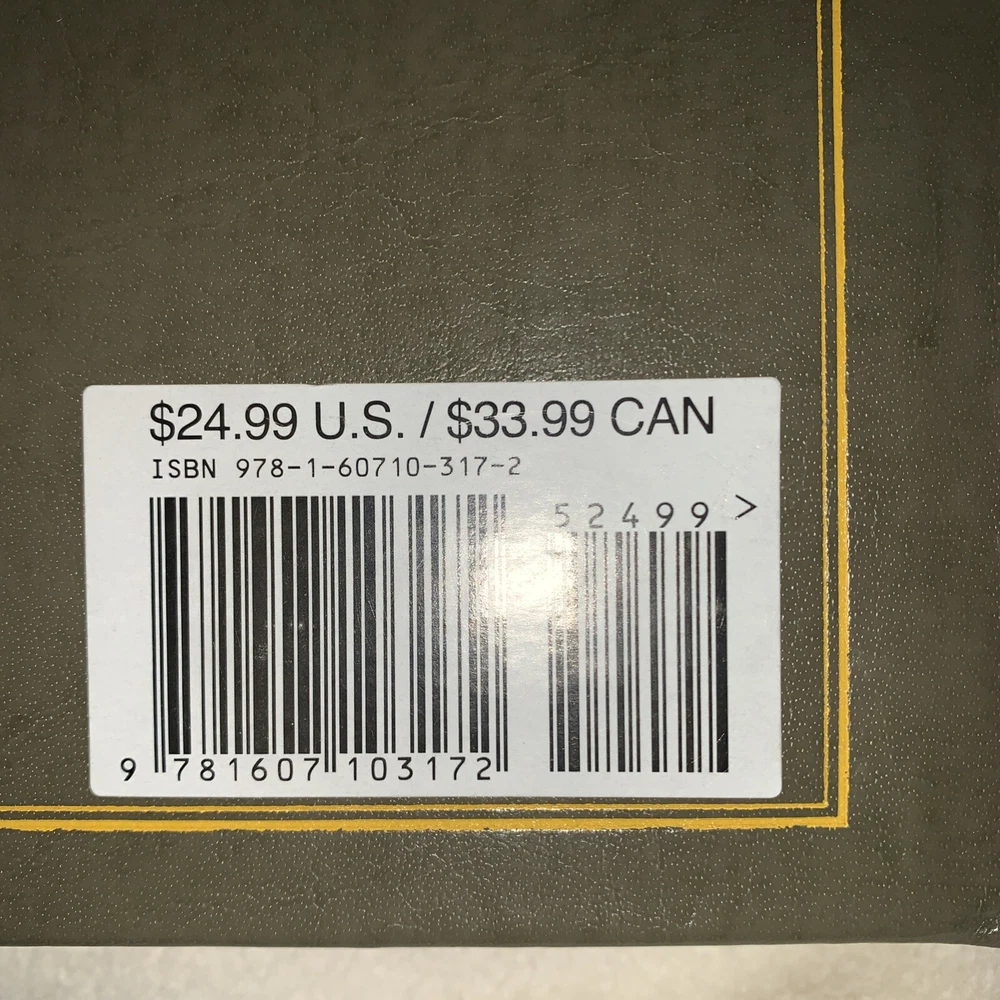 $24.99 U.S. / $33.99 CAN
ISBN 978-1-60710-317-2
52499 >
9 781607 103172